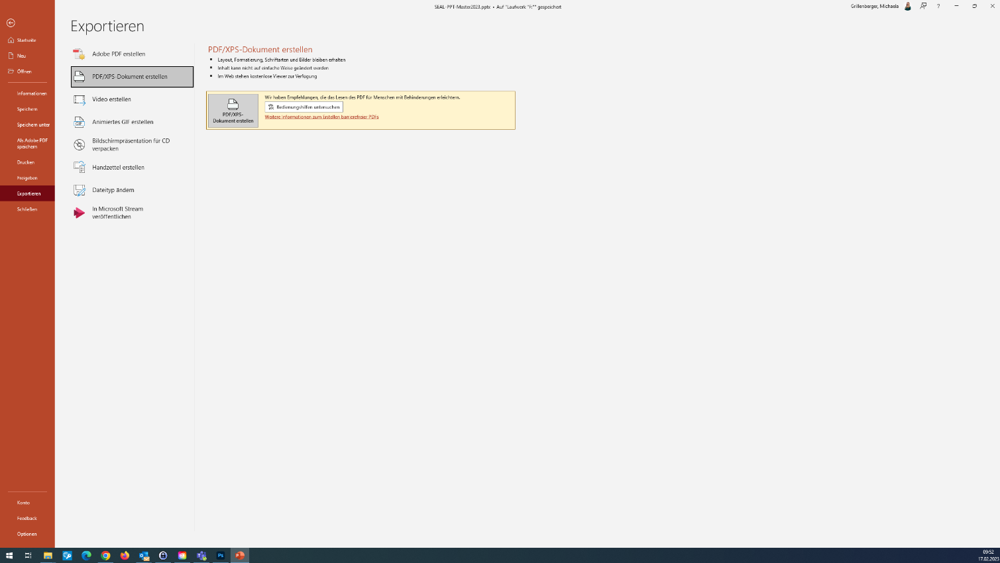 SEAL-PPT-Master2023.pptx • Auf "Laufwerk "F:"" gespeichert
Grillenberger, Michaela
?
Startseite
Neu
Öffnen
Informationen
Speichern
Speichern unter
Als Adobe PDF
speichern
Drucken
Freigeben
Exportieren
Schließen
Konto
Feedback
Optionen
Exportieren
Adobe PDF erstellen
PDF/XPS-Dokument erstellen
Video erstellen
GIF
Animiertes GIF erstellen
Bildschirmpräsentation für CD
verpacken
Handzettel erstellen
Dateityp ändern
In Microsoft Stream
veröffentlichen
PDF/XPS-Dokument erstellen
Layout, Formatierung, Schriftarten und Bilder bleiben erhalten
Inhalt kann nicht auf einfache Weise geändert werden
Im Web stehen kostenlose Viewer zur Verfügung
PDF/XPS-
Dokument erstellen
Wir haben Empfehlungen, die das Lesen des PDF für Menschen mit Behinderungen erleichtern.
Bedienungshilfen untersuchen
Weitere Informationen zum Erstellen barrierefreier PDFs
Ps
09:52
17.02.2023